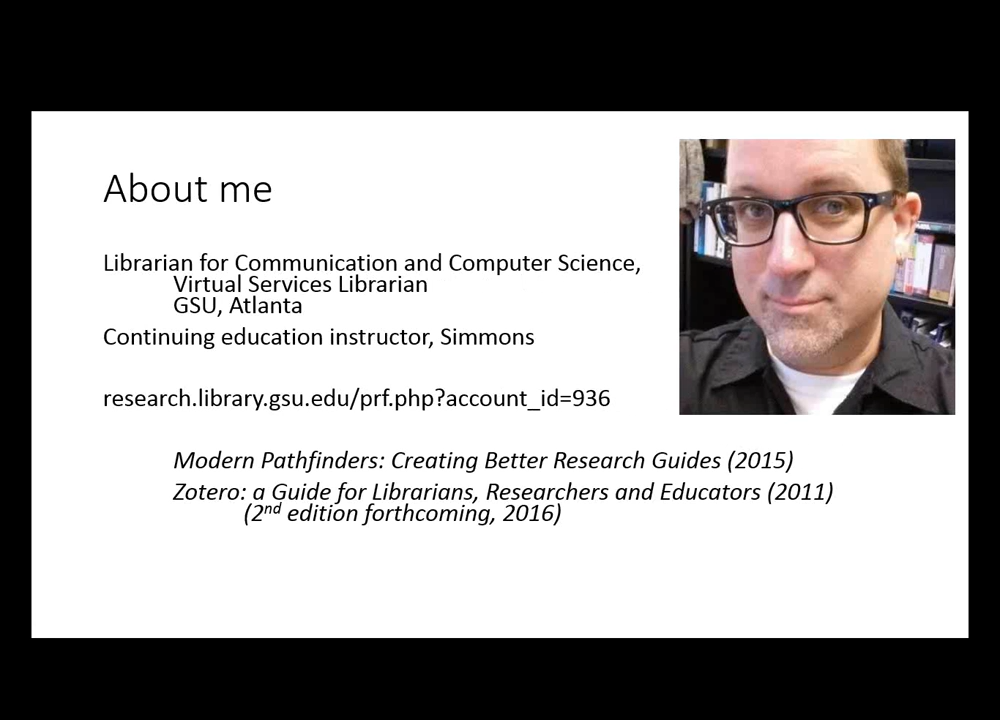 About me
Librarian for Communication and Computer Science,
Virtual Services Librarian
GSU, Atlanta
Continuing education instructor, Simmons
research.library.gsu.edu/prf.php?account_id=936
Modern Pathfinders: Creating Better Research Guides (2015)
Zotero: a Guide for Librarians, Researchers and Educators (2011)
(2nd edition forthcoming, 2016)